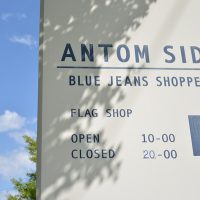 ANTOM SID
BLUE JEANS SHOPPE
FLAG SHOP
OPEN 10-00
CLOSED 20-00